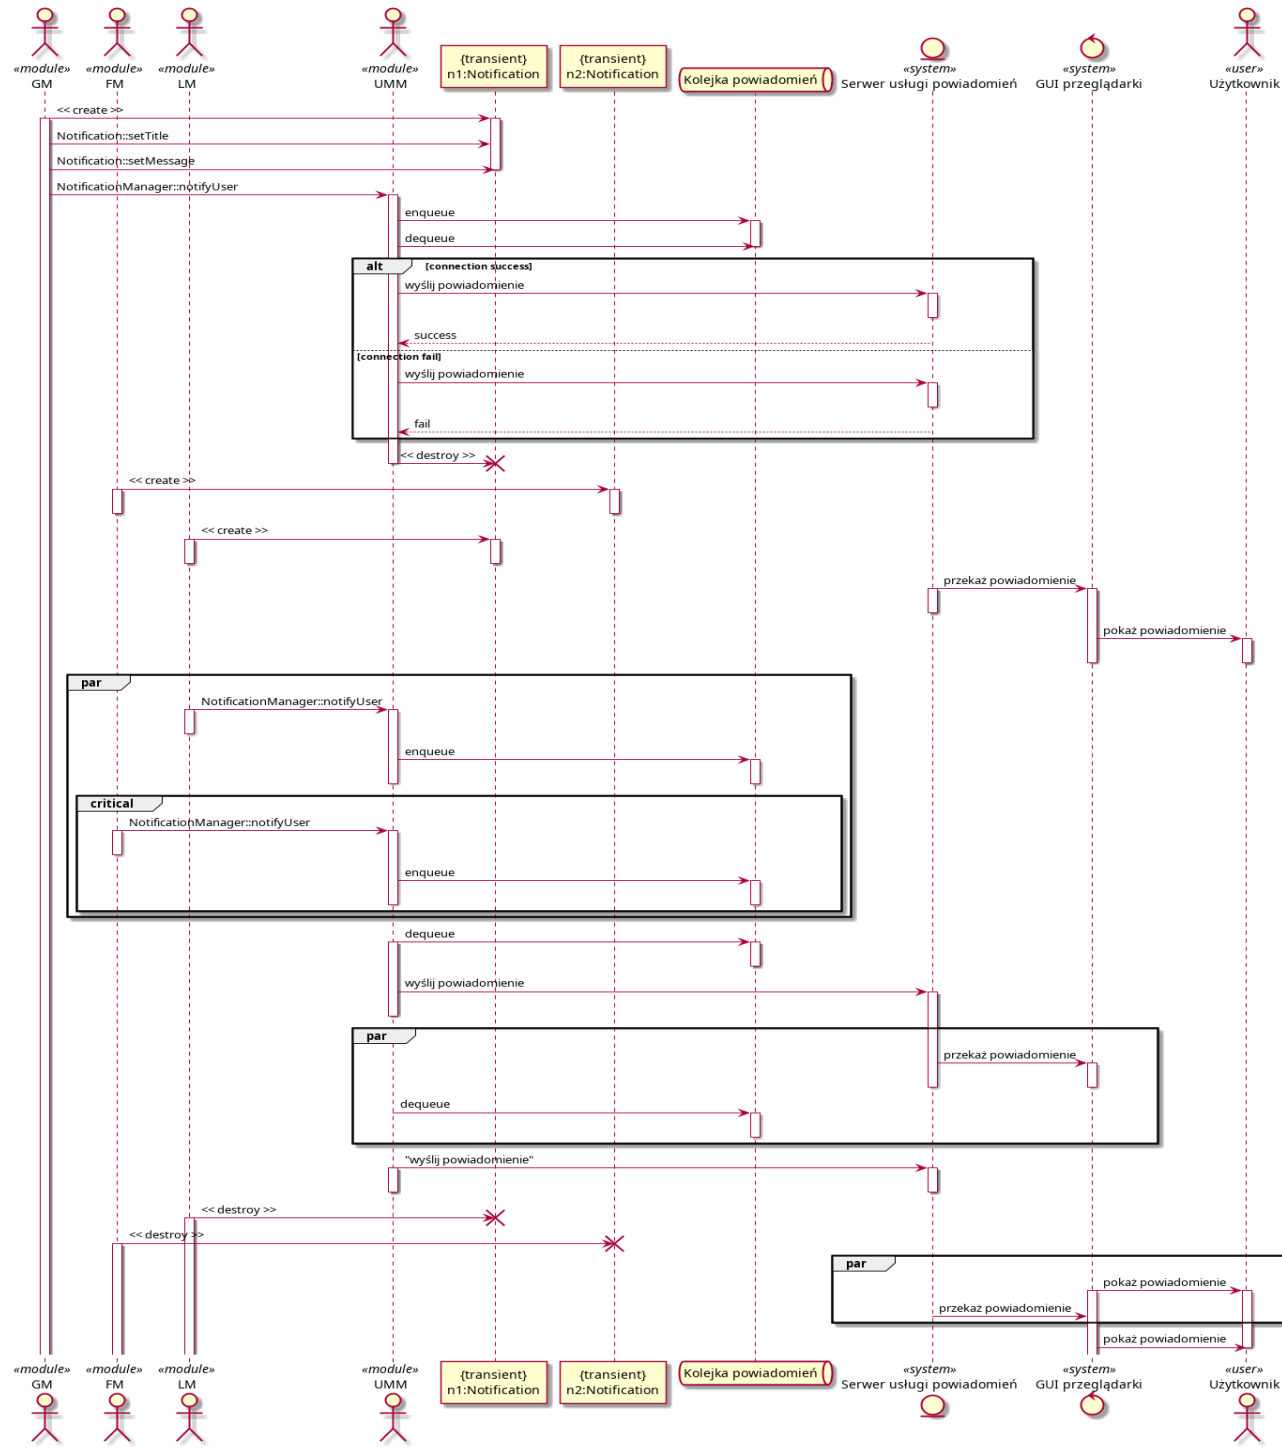 «module»
GM
«module»
FM
«module»
LM
«module»
UMM
{transient}
n1:Notification
{transient}
n2:Notification
Kolejka powiadomień
«system»
Serwer usługi powiadomień
«system»
GUI przeglądarki
«user»
Użytkownik
<< create >>
Notification::setTitle
Notification::setMessage
NotificationManager::notifyUser
enqueue
dequeue
alt [connection success]
wyślij powiadomienie
success
[connection fail]
wyślij powiadomienie
fail
<< destroy >>
<< create >>
<< create >>
przekaż powiadomienie
pokaż powiadomienie
par
NotificationManager::notifyUser
enqueue
critical
NotificationManager::notifyUser
enqueue
dequeue
wyślij powiadomienie
par
przekaż powiadomienie
dequeue
"wyślij powiadomienie"
<< destroy >>
<< destroy >>
par
pokaż powiadomienie
przekaż powiadomienie
pokaż powiadomienie
«module»
GM
«module»
FM
«module»
LM
«module»
UMM
{transient}
n1:Notification
{transient}
n2:Notification
Kolejka powiadomień
«system»
Serwer usługi powiadomień
«system»
GUI przeglądarki
«user»
Użytkownik